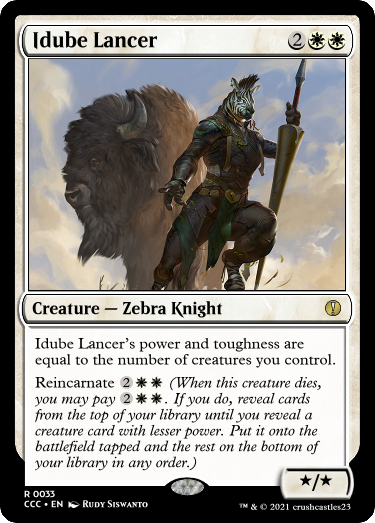 Idube Lancer 2
Creature — Zebra Knight
Idube Lancer's power and toughness are
equal to the number of creatures you control.
Reincarnate 2 (When this creature dies,
you may pay 2. If you do, reveal cards
from the top of your library until you reveal a
creature card with lesser power. Put it onto the
battlefield tapped and the rest on the bottom of
your library in any order.)
*/*
R 0033
CCC • EN Rudy Siswanto
™ & © 2021 crushcastles23